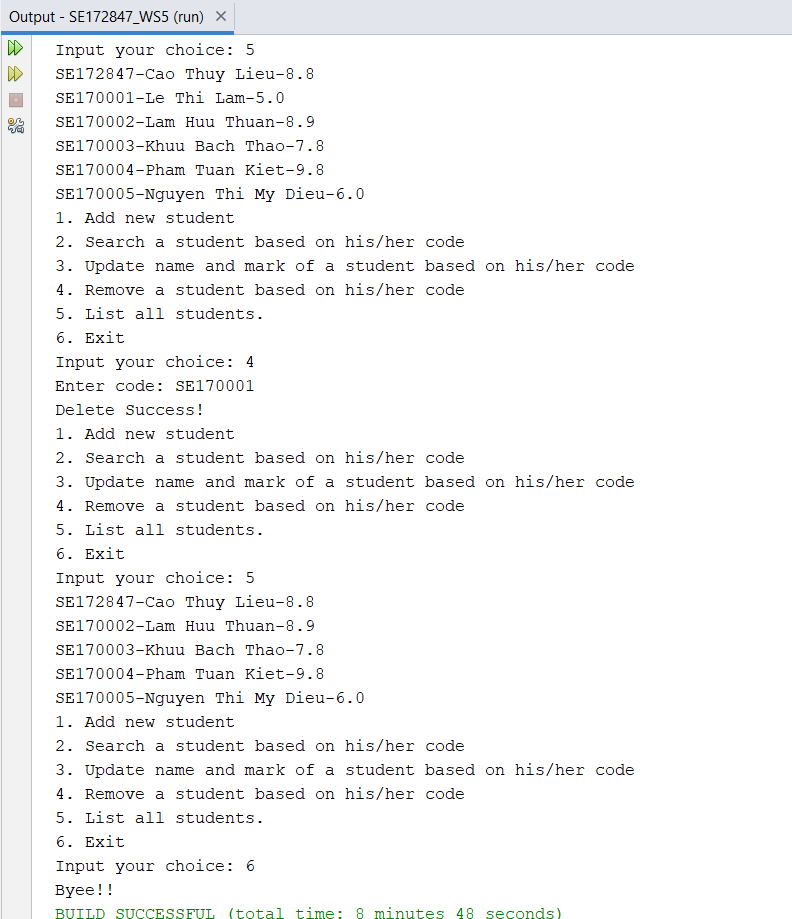 Output - SE172847_WS5 (run)
Input your choice: 5
SE172847-Cao Thuy Lieu-8.8
SE170001-Le Thi Lam-5.0
SE170002-Lam Huu Thuan-8.9
SE170003-Khuu Bach Thao-7.8
SE170004-Pham Tuan Kiet-9.8
SE170005-Nguyen Thi My Dieu-6.0
1. Add new student
2. Search a student based on his/her code
3. Update name and mark of a student based on his/her code
4. Remove a student based on his/her code
5. List all students.
6. Exit
Input your choice: 4
Enter code: SE170001
Delete Success!
1. Add new student
2. Search a student based on his/her code
3. Update name and mark of a student based on his/her code
4. Remove a student based on his/her code
5. List all students.
6. Exit
Input your choice: 5
SE172847-Cao Thuy Lieu-8.8
SE170002-Lam Huu Thuan-8.9
SE170003-Khuu Bach Thao-7.8
SE170004-Pham Tuan Kiet-9.8
SE170005-Nguyen Thi My Dieu-6.0
1. Add new student
2. Search a student based on his/her code
3. Update name and mark of a student based on his/her code
4. Remove a student based on his/her code
5. List all students.
6. Exit
Input your choice: 6
Byee!!
BUILD SUCCESSFUL (total time: 8 minutes 48 seconds)